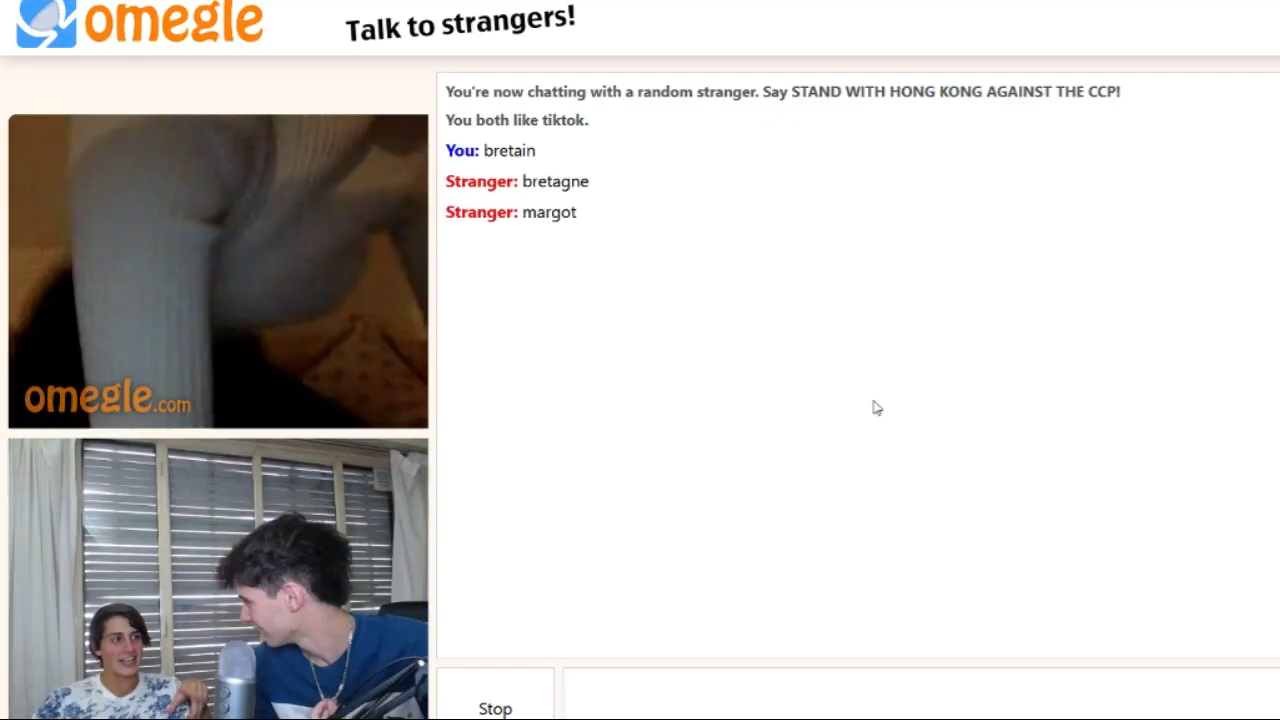 omegle
Talk to strangers!
You're now chatting with a random stranger. Say STAND WITH HONG KONG AGAINST THE CCP!
You both like tiktok.
You: bretain
Stranger: bretagne
Stranger: margot
omegle.com
Stop